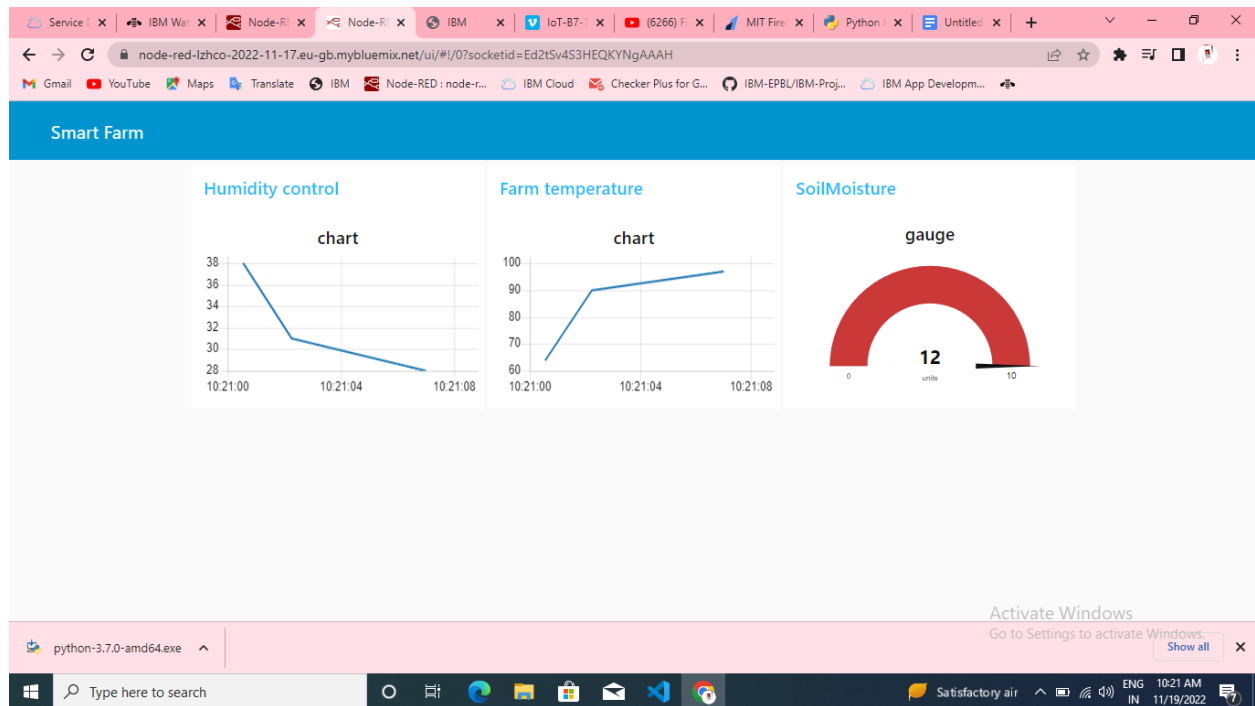 Service D
IBM Wat
Node-RE
Node-RE
IBM
IoT-B7-1
(6266) Fi
MIT Fire
Python
Untitled
node-red-lzhco-2022-11-17.eu-gb.mybluemix.net/ui/#!/0?socketid=Ed2tSv4S3HEQKYNgAAAH
Gmail
YouTube
Maps
Translate
IBM
Node-RED : node-r...
IBM Cloud
Checker Plus for G...
IBM-EPBL/IBM-Proj...
IBM App Developm...
Smart Farm
Humidity control
chart
38
36
34
32
30
28
10:21:00 10:21:04 10:21:08
Farm temperature
chart
100
90
80
70
60
10:21:00 10:21:04 10:21:08
SoilMoisture
gauge
12
units
0 10
Activate Windows
Go to Settings to activate Windows.
python-3.7.0-amd64.exe
Show all
Type here to search
Satisfactory air
ENG
IN
10:21 AM
11/19/2022
7